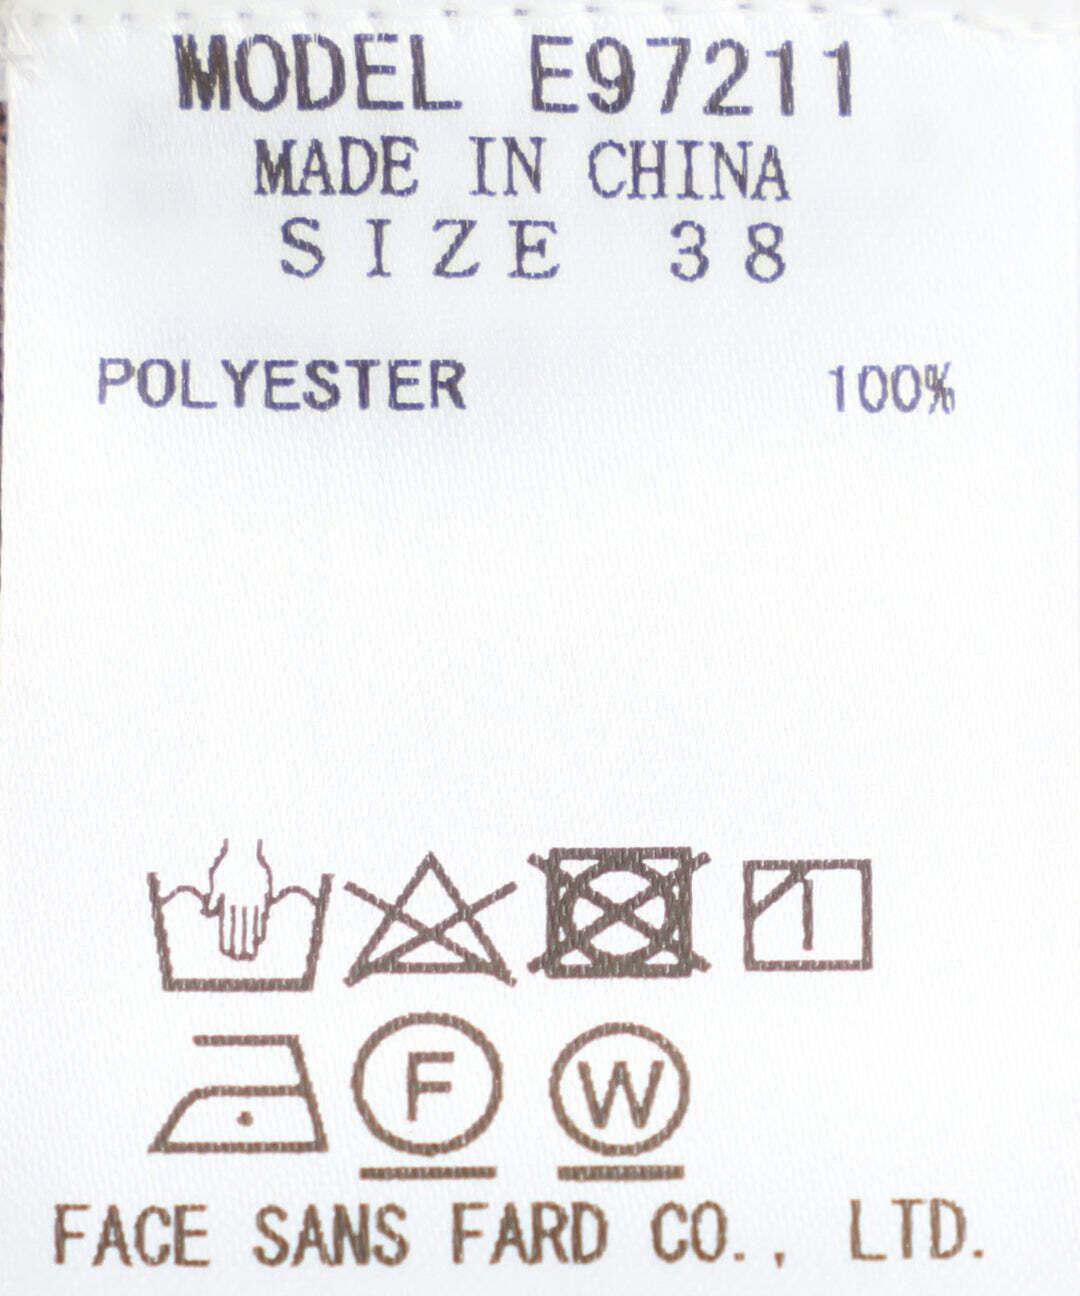 MODEL E97211
MADE IN CHINA
SIZE 38
POLYESTER 100%
F W
FACE SANS FARD CO., LTD.